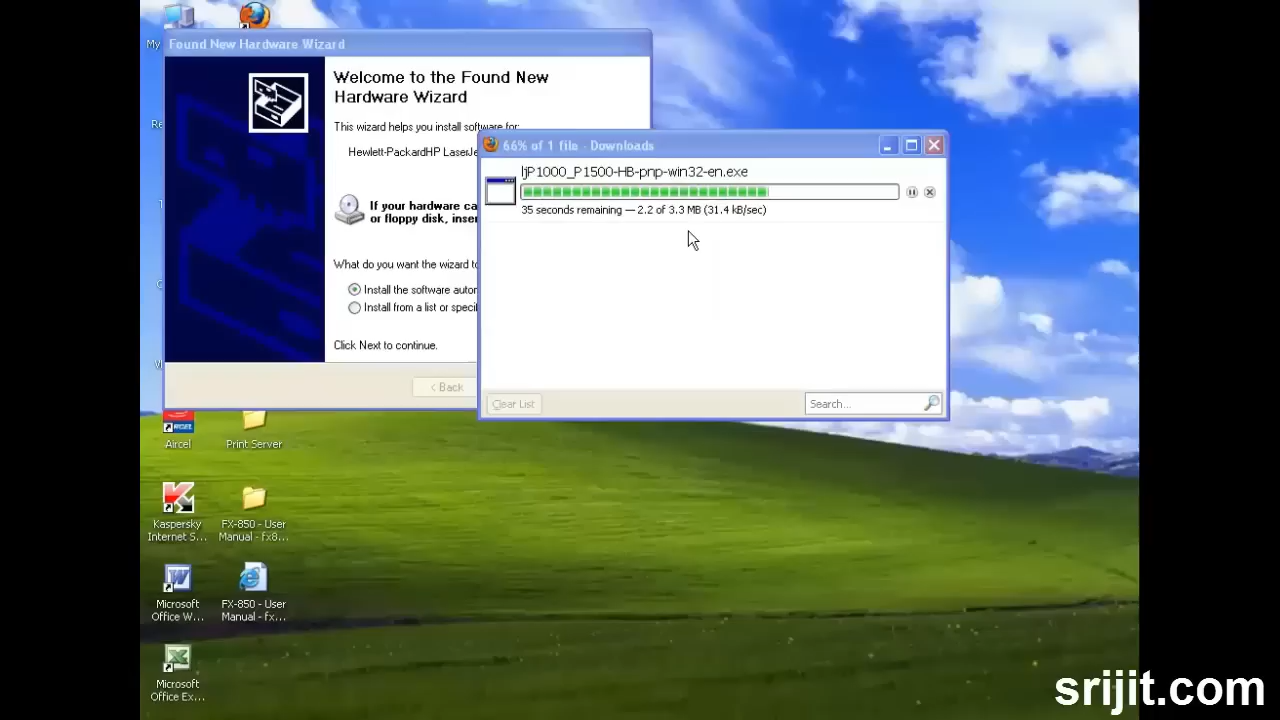 My
Found New Hardware Wizard
Welcome to the Found New
Hardware Wizard
This wizard helps you install software for:
Hewlett-PackardHP LaserJe
If your hardware ca
or floppy disk, inser
What do you want the wizard to
Install the software autor
Install from a list or speci
Click Next to continue.
< Back
66% of 1 file - Downloads
ljP1000_P1500-HB-pnp-win32-en.exe
35 seconds remaining — 2.2 of 3.3 MB (31.4 kB/sec)
Clear List
Search...
Re
Aircel
Print Server
Kaspersky
Internet S...
FX-850 - User
Manual - fx8...
Microsoft
Office W...
FX-850 - User
Manual - fx...
Microsoft
Office Ex...
srijit.com